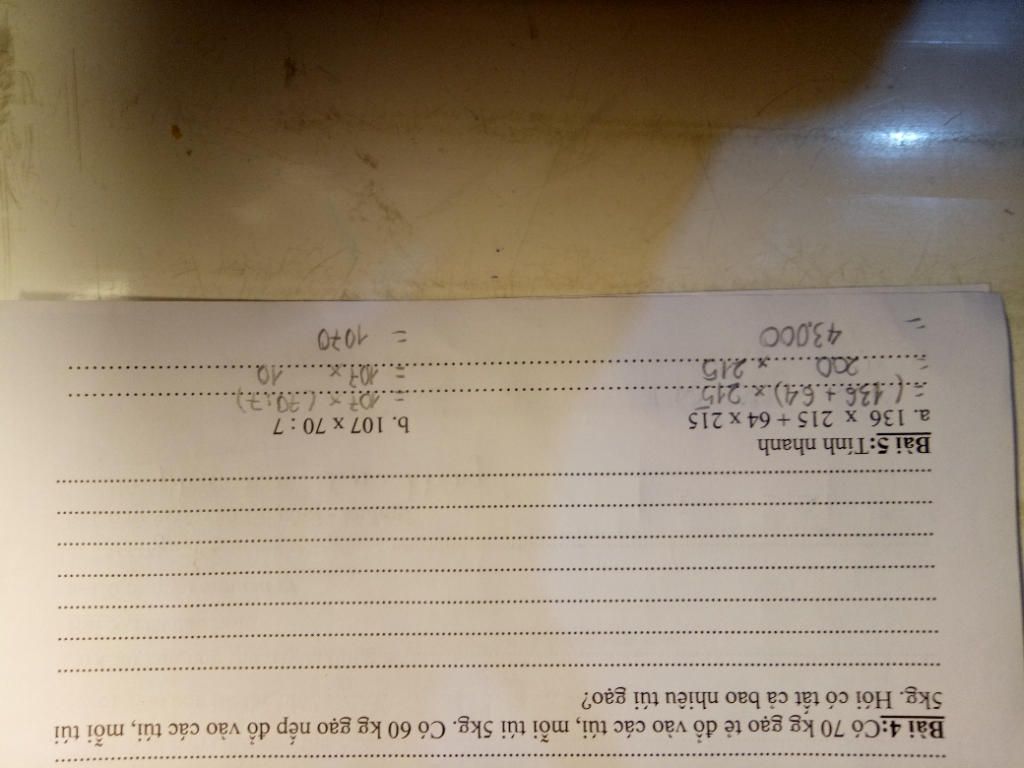 Bài 4:Có 70 kg gạo tẻ đổ vào các túi, mỗi túi 5kg. Có 60 kg gạo nếp đổ vào các túi, mỗi túi
5kg. Hỏi có tất cả bao nhiêu túi gạo?
Bài 5:Tính nhanh
a. 136 x 215 + 64 x 215 b. 107 x 70 : 7
= (136 + 64) x 215 = 107 x (70:7)
= 200 x 215 = 107 x 10
= 43000 = 1070